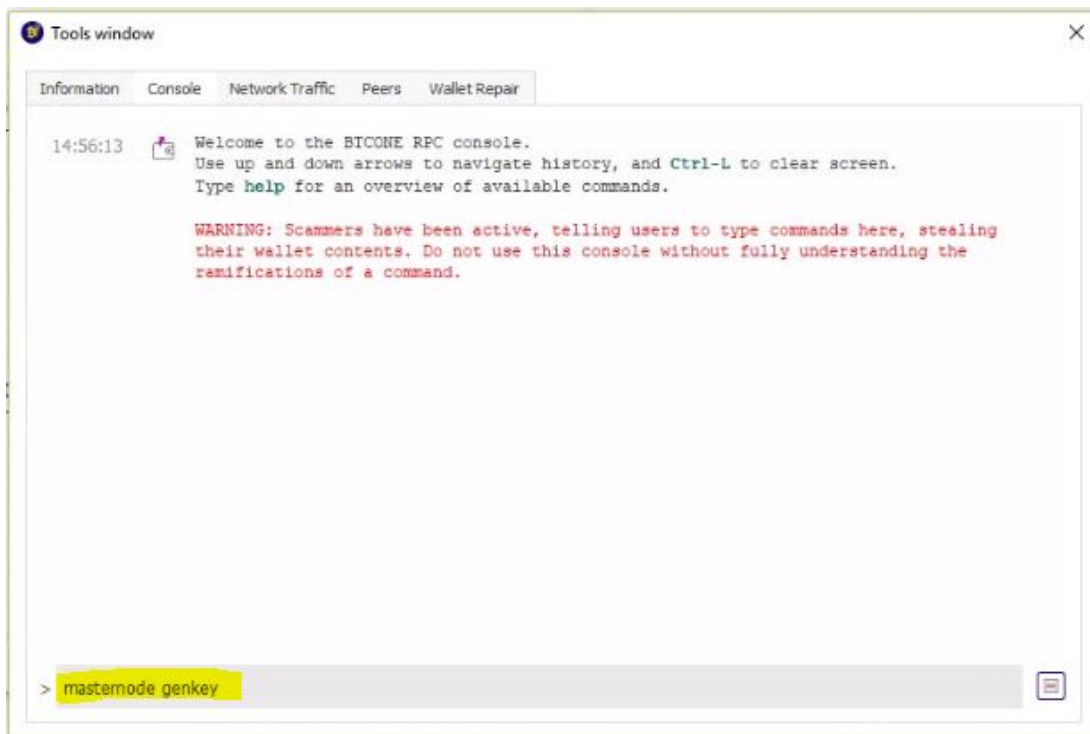 Tools window
Information Console Network Traffic Peers Wallet Repair
14:56:13 Welcome to the BTCONE RPC console.
Use up and down arrows to navigate history, and Ctrl-L to clear screen.
Type help for an overview of available commands.
WARNING: Scammers have been active, telling users to type commands here, stealing
their wallet contents. Do not use this console without fully understanding the
ramifications of a command.
> masternode genkey